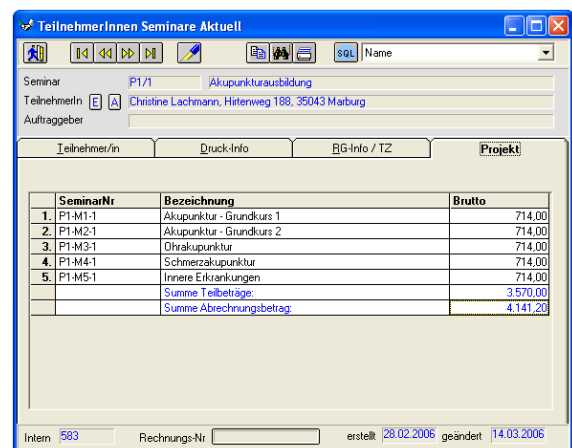 TeilnehmerInnen Seminare Aktuell
SQL Name
Seminar P1/1 Akupunkturausbildung
TeilnehmerIn E A Christine Lachmann, Hirtenweg 188, 35043 Marburg
Auftraggeber
Teilnehmer/in Druck-Info RG-Info / TZ Projekt
SeminarNr Bezeichnung Brutto
1. P1-M1-1 Akupunktur - Grundkurs 1 714,00
2. P1-M2-1 Akupunktur - Grundkurs 2 714,00
3. P1-M3-1 Ohrakupunktur 714,00
4. P1-M4-1 Schmerzakupunktur 714,00
5. P1-M5-1 Innere Erkrankungen 714,00
Summe Teilbeträge: 3.570,00
Summe Abrechnungsbetrag: 4.141,20
Intern 583 Rechnungs-Nr erstellt 28.02.2006 geändert 14.03.2006